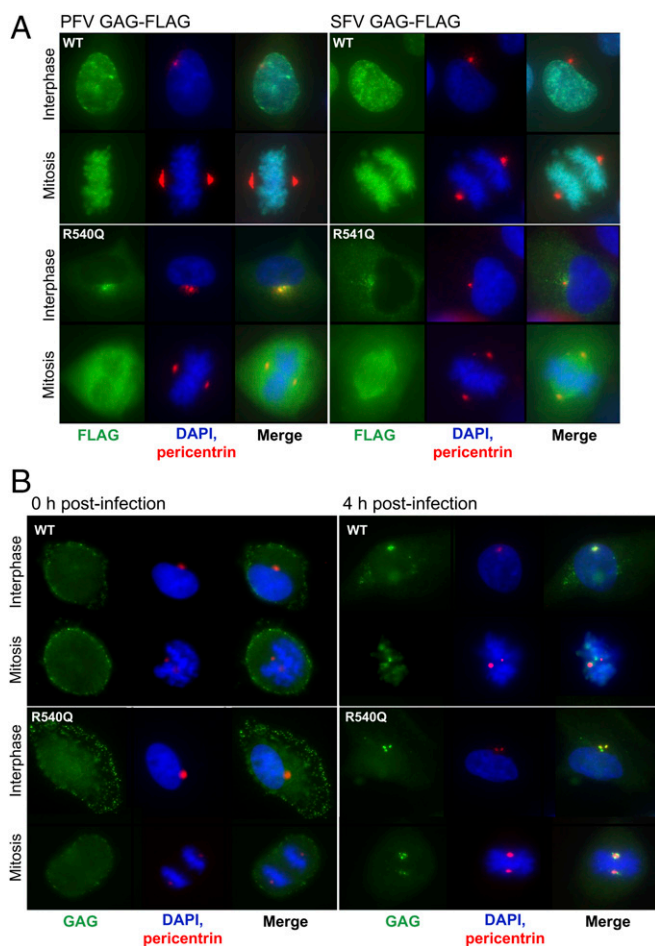 A
PFV GAG-FLAG
SFV GAG-FLAG
Interphase
WT
WT
Mitosis
Interphase
R540Q
R541Q
Mitosis
FLAG
DAPI,
pericentrin
Merge
FLAG
DAPI,
pericentrin
Merge
B
0 h post-infection
4 h post-infection
Interphase
WT
WT
Mitosis
Interphase
R540Q
R540Q
Mitosis
GAG
DAPI,
pericentrin
Merge
GAG
DAPI,
pericentrin
Merge